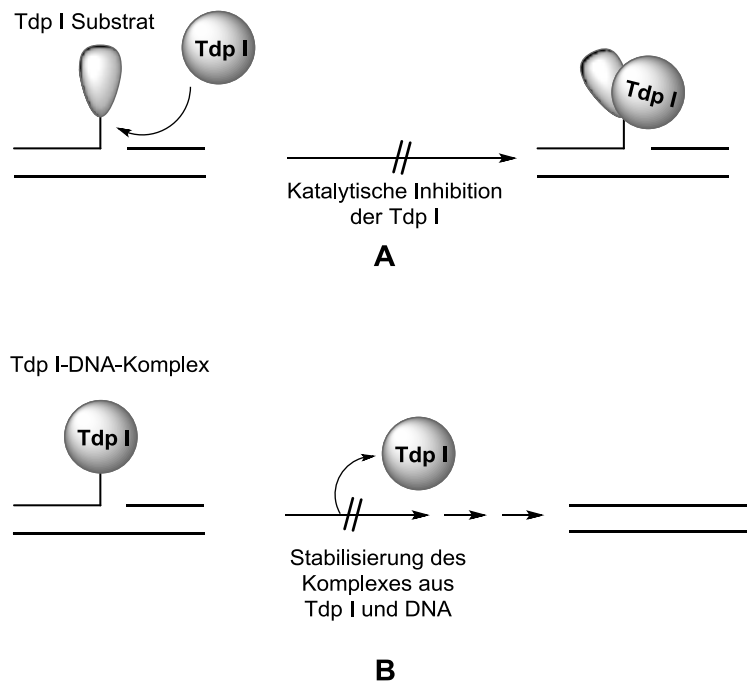 Tdp I Substrat
Tdp I
Tdp I
Katalytische Inhibition
der Tdp I
A
Tdp I-DNA-Komplex
Tdp I
Tdp I
Stabilisierung des
Komplexes aus
Tdp I und DNA
B